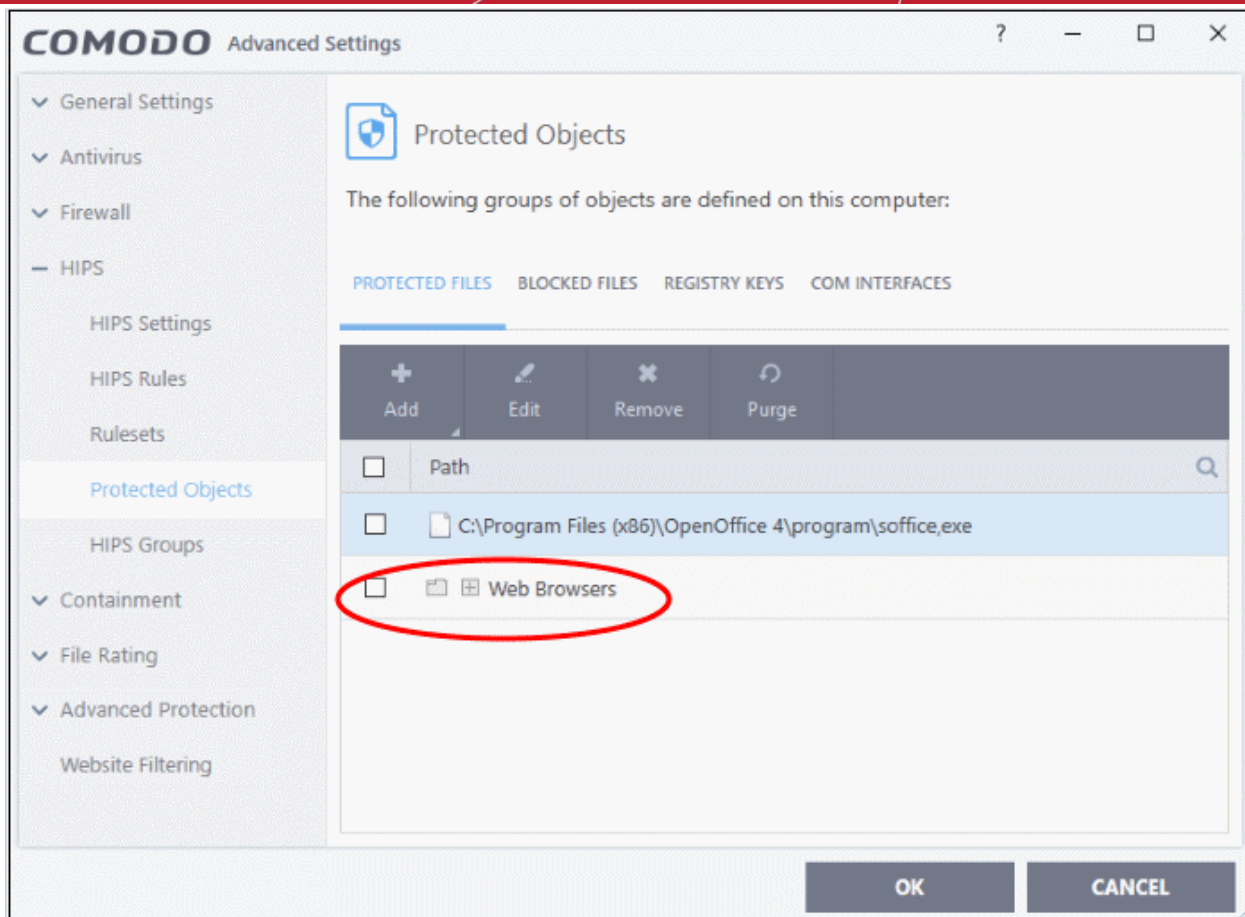 COMODO Advanced Settings ?
General Settings
Antivirus
Firewall
HIPS
HIPS Settings
HIPS Rules
Rulesets
Protected Objects
HIPS Groups
Containment
File Rating
Advanced Protection
Website Filtering
Protected Objects
The following groups of objects are defined on this computer:
PROTECTED FILES BLOCKED FILES REGISTRY KEYS COM INTERFACES
Add Edit Remove Purge
Path
C:\Program Files (x86)\OpenOffice 4\program\soffice,exe
Web Browsers
OK CANCEL